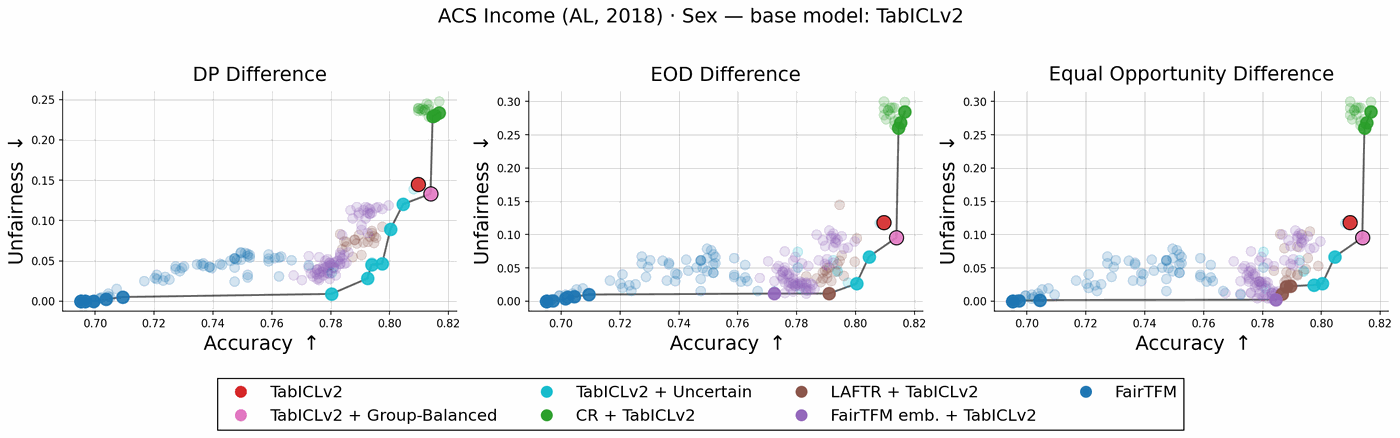 ACS Income (AL, 2018) · Sex — base model: TabICLv2
DP Difference
EOD Difference
Equal Opportunity Difference
Unfairness ↓
0.25
0.20
0.15
0.10
0.05
0.00
0.70 0.72 0.74 0.76 0.78 0.80 0.82
Accuracy ↑
Unfairness ↓
0.30
0.25
0.20
0.15
0.10
0.05
0.00
0.70 0.72 0.74 0.76 0.78 0.80 0.82
Accuracy ↑
Unfairness ↓
0.30
0.25
0.20
0.15
0.10
0.05
0.00
0.70 0.72 0.74 0.76 0.78 0.80 0.82
Accuracy ↑
TabICLv2 TabICLv2 + Uncertain LAFTR + TabICLv2 FairTFM
TabICLv2 + Group-Balanced CR + TabICLv2 FairTFM emb. + TabICLv2